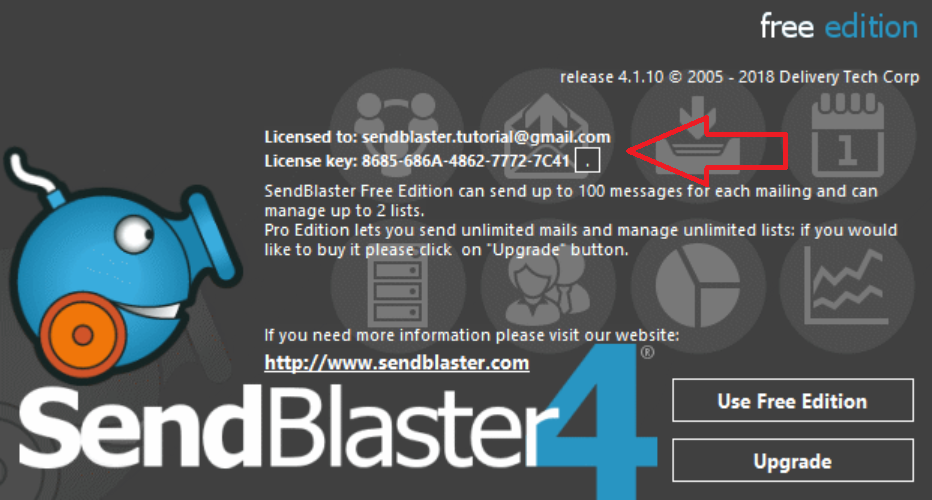 free edition
release 4.1.10 © 2005 - 2018 Delivery Tech Corp
Licensed to: sendblaster.tutorial@gmail.com
License key: 8685-686A-4862-7772-7C41 .
SendBlaster Free Edition can send up to 100 messages for each mailing and can
manage up to 2 lists.
Pro Edition lets you send unlimited mails and manage unlimited lists: if you would
like to buy it please click on "Upgrade" button.
If you need more information please visit our website:
http://www.sendblaster.com
SendBlaster4®
Use Free Edition
Upgrade
1